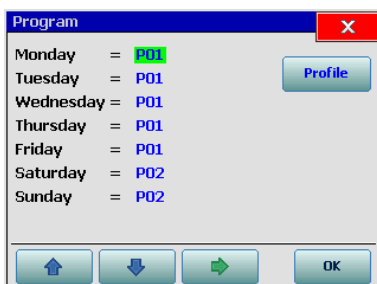 Program X
Monday = P01
Tuesday = P01
Profile
Wednesday = P01
Thursday = P01
Friday = P01
Saturday = P02
Sunday = P02
OK